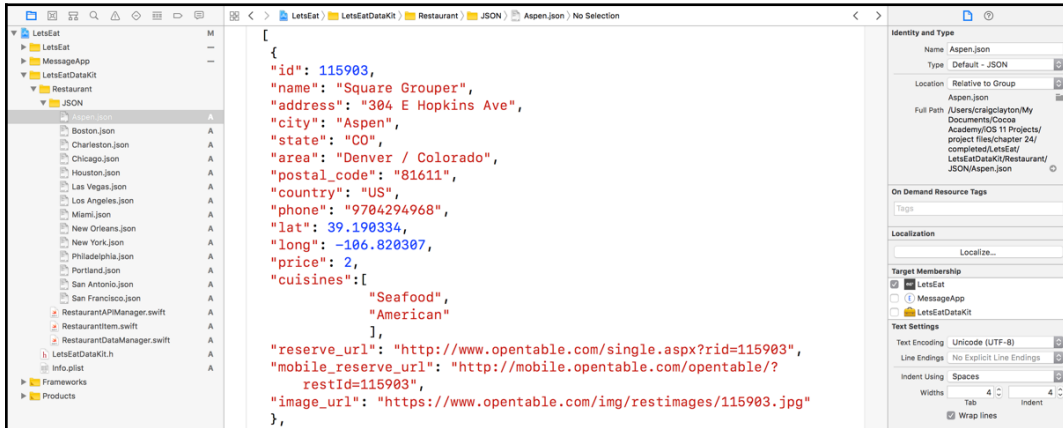 LetsEat > LetsEatDataKit > Restaurant > JSON > Aspen.json > No Selection
LetsEat M
LetsEat
MessageApp
LetsEatDataKit
Restaurant
JSON
Aspen.json A
Boston.json A
Charleston.json A
Chicago.json A
Houston.json A
Las Vegas.json A
Los Angeles.json A
Miami.json A
New Orleans.json A
New York.json A
Philadelphia.json A
Portland.json A
San Antonio.json A
San Francisco.json A
RestaurantAPIManager.swift A
RestaurantItem.swift A
RestaurantDataManager.swift A
LetsEatDataKit.h A
Info.plist A
Frameworks
Products
[
{
"id": 115903,
"name": "Square Grouper",
"address": "304 E Hopkins Ave",
"city": "Aspen",
"state": "CO",
"area": "Denver / Colorado",
"postal_code": "81611",
"country": "US",
"phone": "9704294968",
"lat": 39.190334,
"long": -106.820307,
"price": 2,
"cuisines":[
"Seafood",
"American"
],
"reserve_url": "http://www.opentable.com/single.aspx?rid=115903",
"mobile_reserve_url": "http://mobile.opentable.com/opentable/?
restId=115903",
"image_url": "https://www.opentable.com/img/restimages/115903.jpg"
},
Identity and Type
Name Aspen.json
Type Default - JSON
Location Relative to Group
Aspen.json
Full Path /Users/craigclayton/My
Documents/Cocoa
Academy/iOS 11 Projects/
project files/chapter 24/
completed/LetsEat/
LetsEatDataKit/Restaurant/
JSON/Aspen.json
On Demand Resource Tags
Tags
Localization
Localize...
Target Membership
LetsEat
MessageApp
LetsEatDataKit
Text Settings
Text Encoding Unicode (UTF-8)
Line Endings No Explicit Line Endings
Indent Using Spaces
Widths 4 4
Tab Indent
Wrap lines